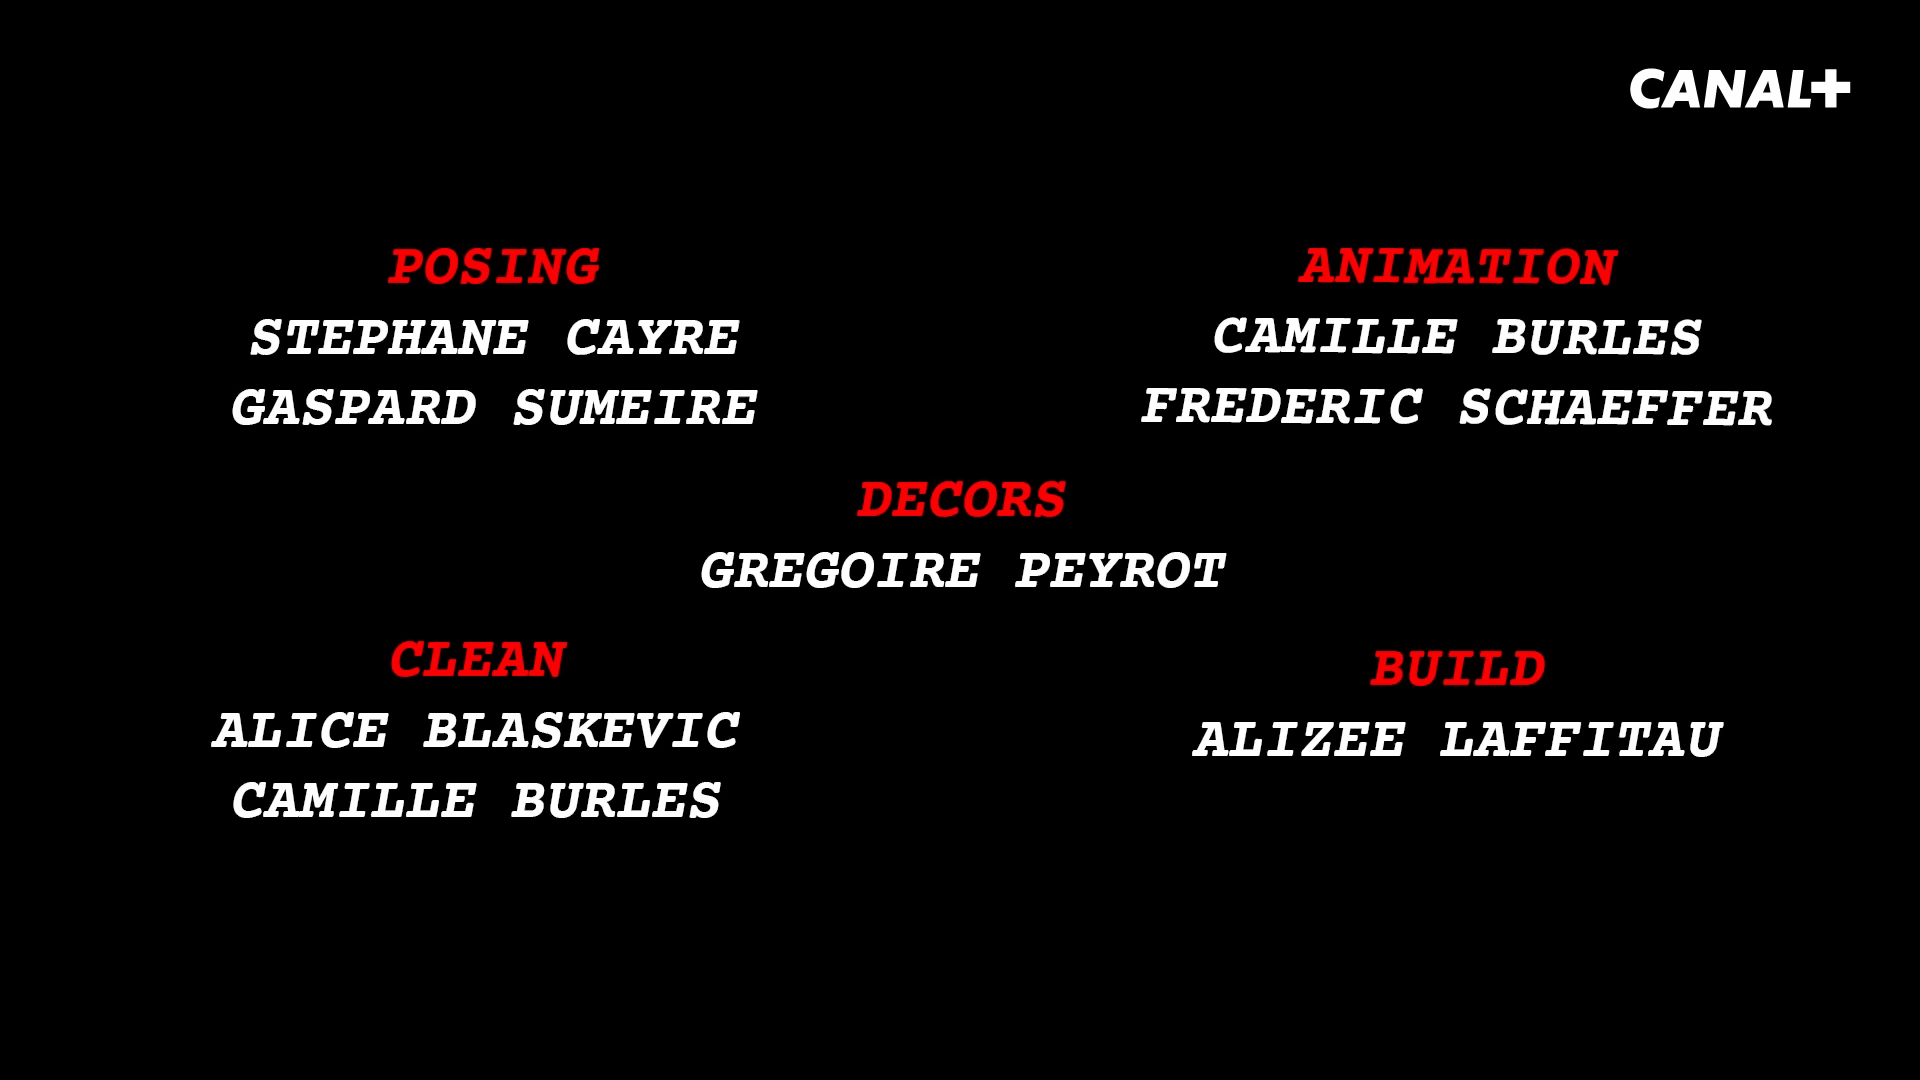 CANAL+
POSING
STEPHANE CAYRE
GASPARD SUMEIRE
ANIMATION
CAMILLE BURLES
FREDERIC SCHAEFFER
DECORS
GREGOIRE PEYROT
CLEAN
ALICE BLASKEVIC
CAMILLE BURLES
BUILD
ALIZEE LAFFITAU